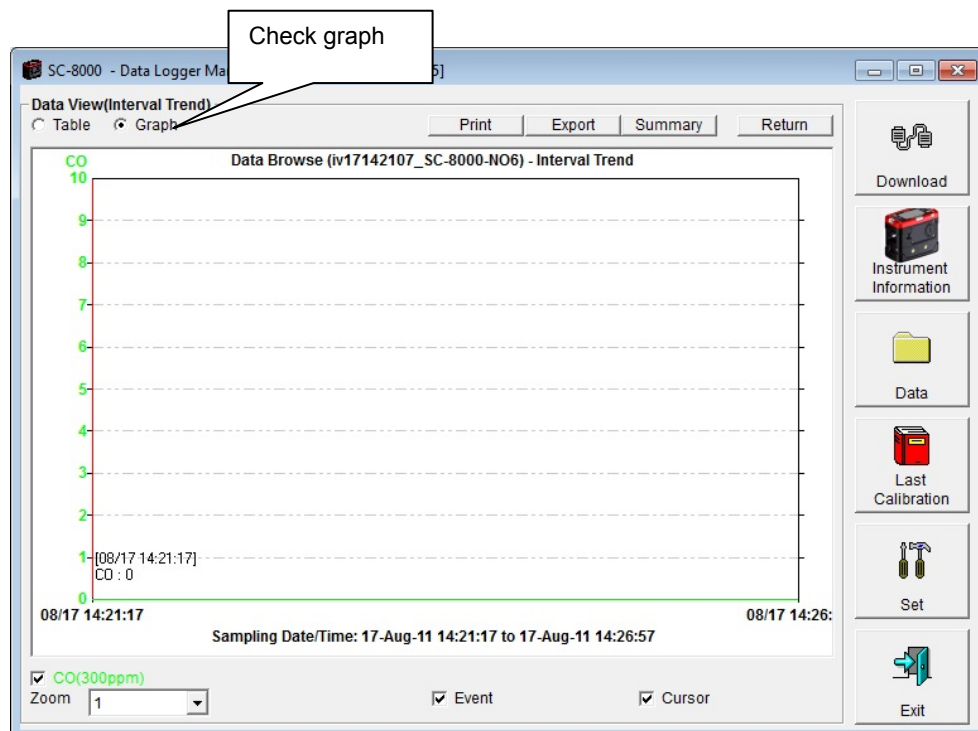 Check graph
SC-8000 - Data Logger Ma
5]
Data View(Interval Trend)
Table Graph Print Export Summary Return
CO Data Browse (iv17142107_SC-8000-NO6) - Interval Trend
10
9
8
7
6
5
4
3
2
1 [08/17 14:21:17]
CO : 0
0
08/17 14:21:17 08/17 14:26:
Sampling Date/Time: 17-Aug-11 14:21:17 to 17-Aug-11 14:26:57
CO(300ppm)
Zoom 1 Event Cursor
Download
Instrument
Information
Data
Last
Calibration
Set
Exit